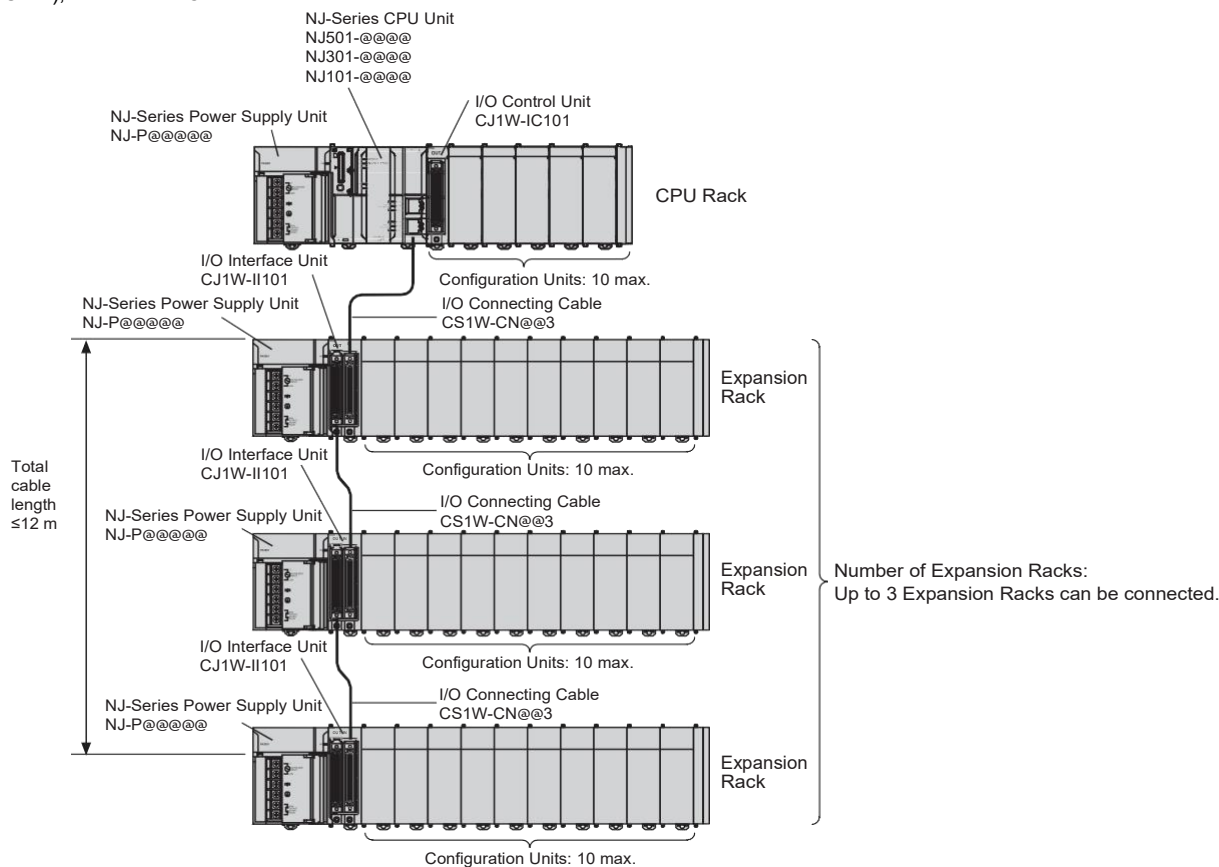 NJ-Series CPU Unit
NJ501-@@@@
NJ301-@@@@
NJ101-@@@@
I/O Control Unit
CJ1W-IC101
NJ-Series Power Supply Unit
NJ-P@@@@@
CPU Rack
I/O Interface Unit
CJ1W-II101
Configuration Units: 10 max.
NJ-Series Power Supply Unit
NJ-P@@@@@
I/O Connecting Cable
CS1W-CN@@3
Expansion
Rack
I/O Interface Unit
CJ1W-II101
Configuration Units: 10 max.
Total
cable
length
≤12 m
I/O Connecting Cable
CS1W-CN@@3
NJ-Series Power Supply Unit
NJ-P@@@@@
Expansion
Rack
Number of Expansion Racks:
Up to 3 Expansion Racks can be connected.
I/O Interface Unit
CJ1W-II101
Configuration Units: 10 max.
I/O Connecting Cable
CS1W-CN@@3
NJ-Series Power Supply Unit
NJ-P@@@@@
Expansion
Rack
Configuration Units: 10 max.